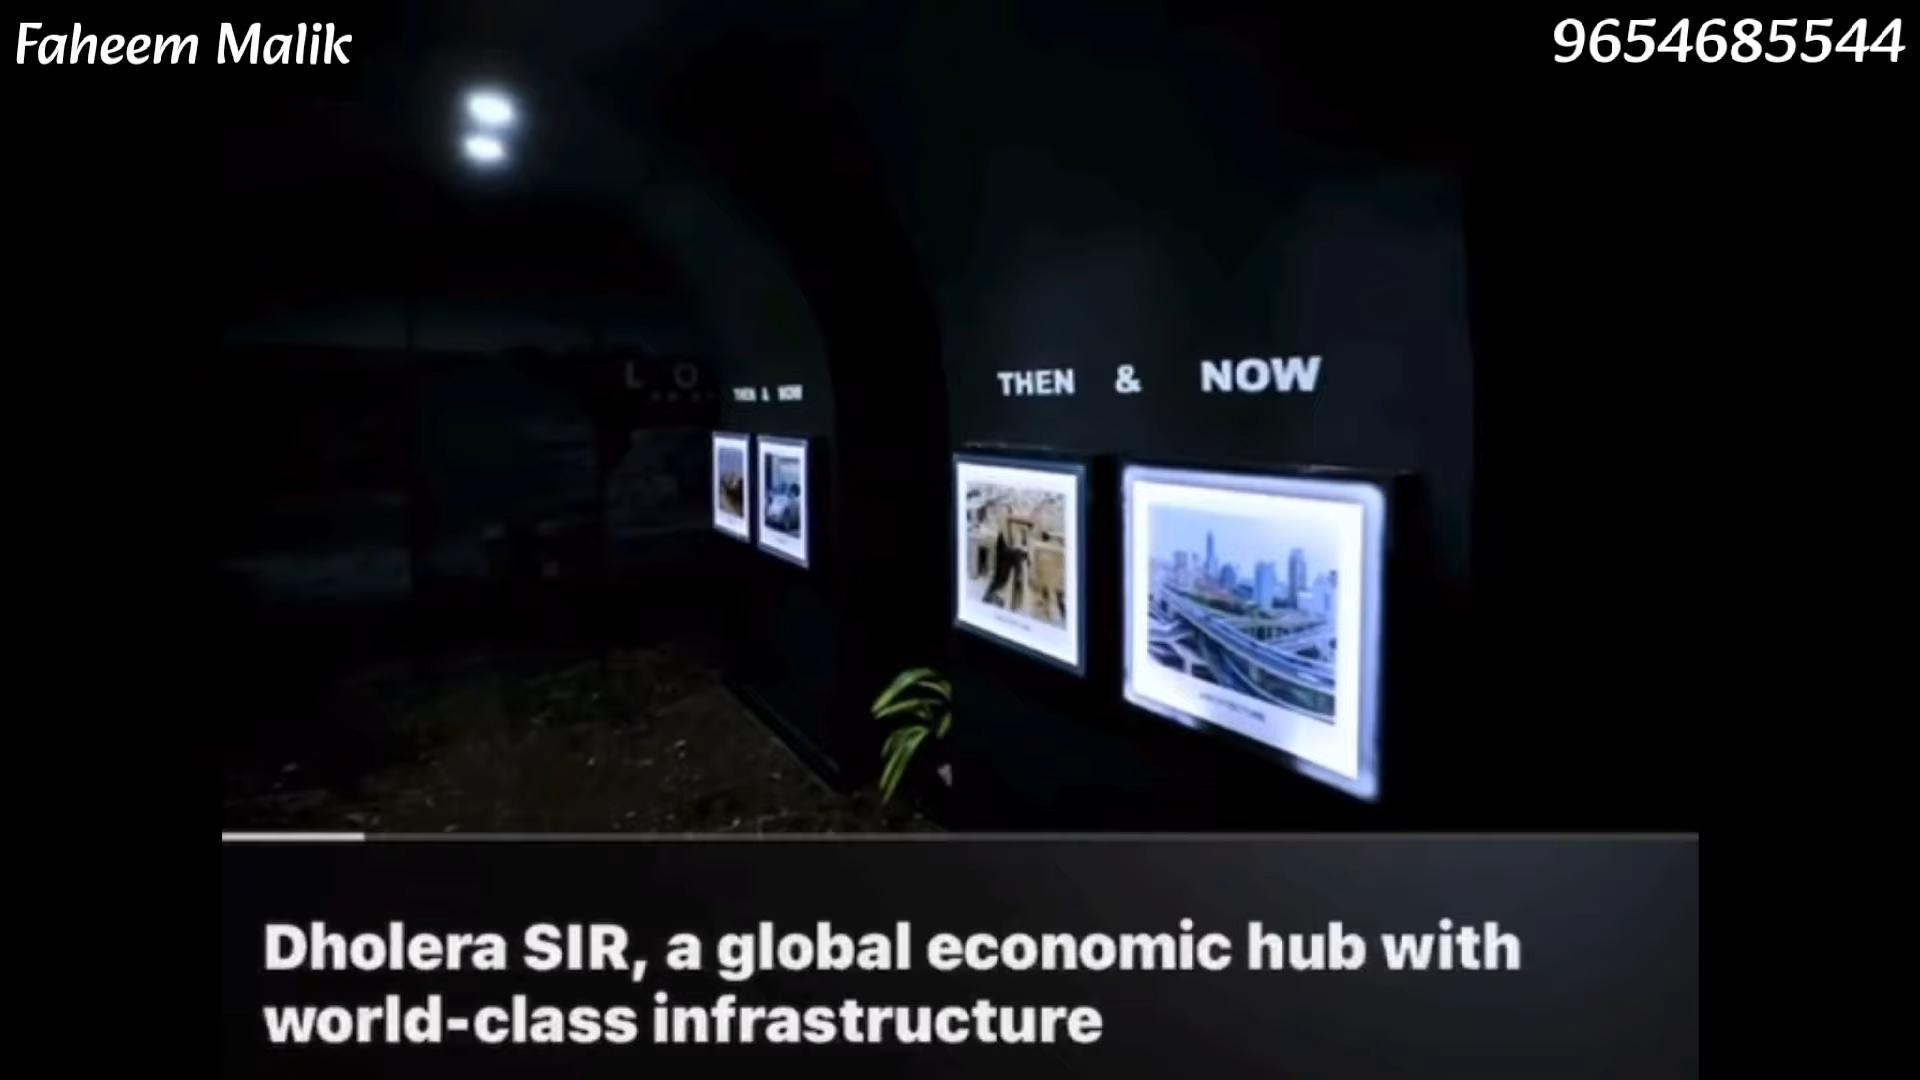 Faheem Malik
9654685544
L O
THEN & NOW
THEN & NOW
Dholera SIR, a global economic hub with
world-class infrastructure